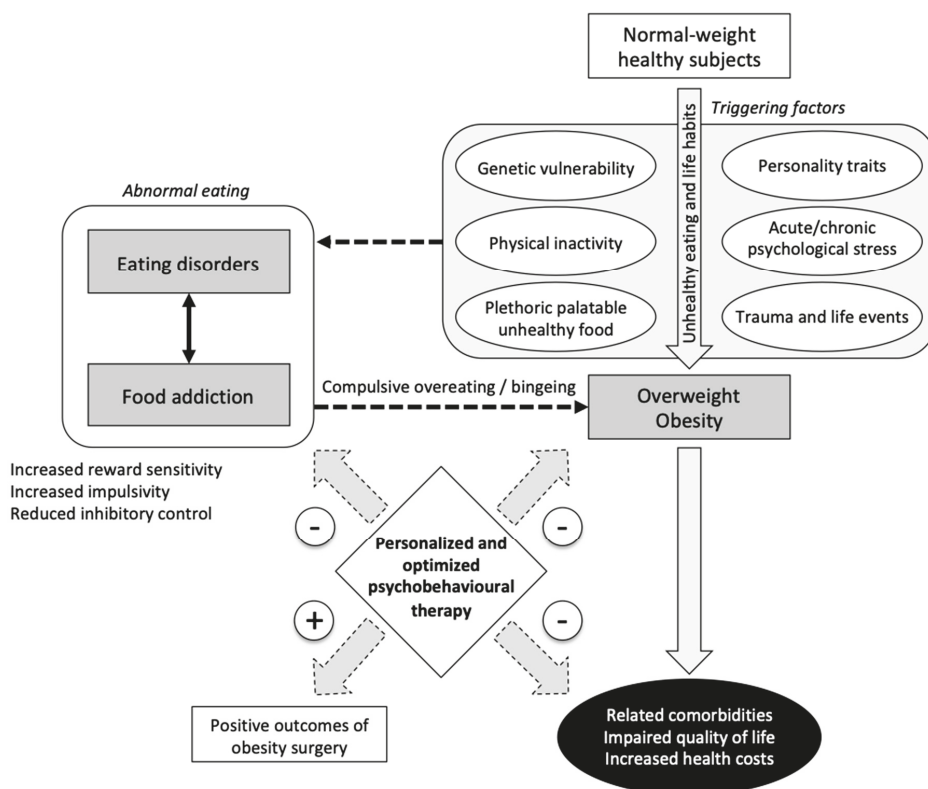 Normal-weight
healthy subjects
Triggering factors
Unhealthy eating and life habits
Genetic vulnerability
Personality traits
Physical inactivity
Acute/chronic
psychological stress
Plethoric palatable
unhealthy food
Trauma and life events
Abnormal eating
Eating disorders
Food addiction
Compulsive overeating / bingeing
Overweight
Obesity
Increased reward sensitivity
Increased impulsivity
Reduced inhibitory control
-
-
Personalized and
optimized
psychobehavioural
therapy
+
-
Positive outcomes of
obesity surgery
Related comorbidities
Impaired quality of life
Increased health costs